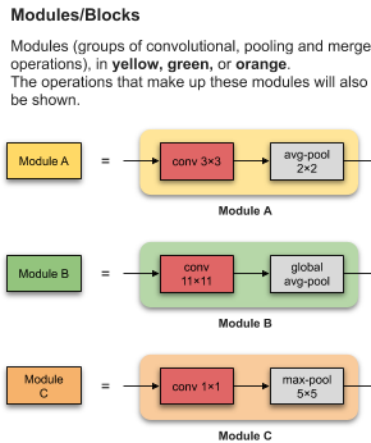 Modules/Blocks
Modules (groups of convolutional, pooling and merge
operations), in yellow, green, or orange.
The operations that make up these modules will also
be shown.
Module A
=
conv 3×3
avg-pool
2×2
Module A
Module B
=
conv
11×11
global
avg-pool
Module B
Module
C
=
conv 1×1
max-pool
5×5
Module C